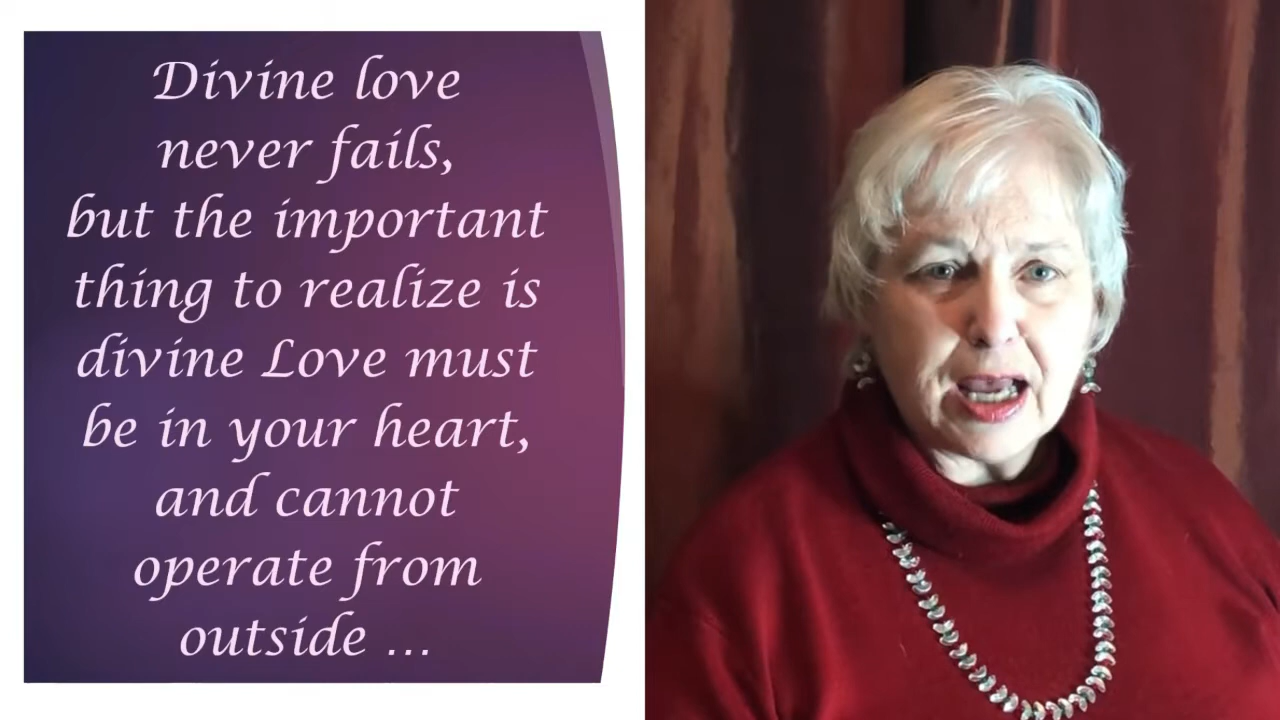 Divine love
never fails,
but the important
thing to realize is
divine Love must
be in your heart,
and cannot
operate from
outside ...